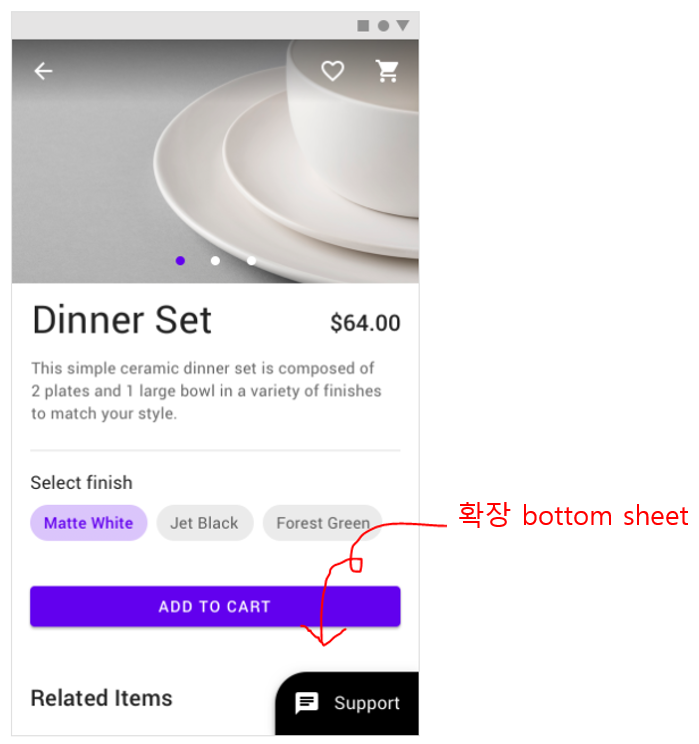 Dinner Set
$64.00
This simple ceramic dinner set is composed of
2 plates and 1 large bowl in a variety of finishes
to match your style.
Select finish
Matte White
Jet Black
Forest Green
확장 bottom sheet
ADD TO CART
Related Items
Support